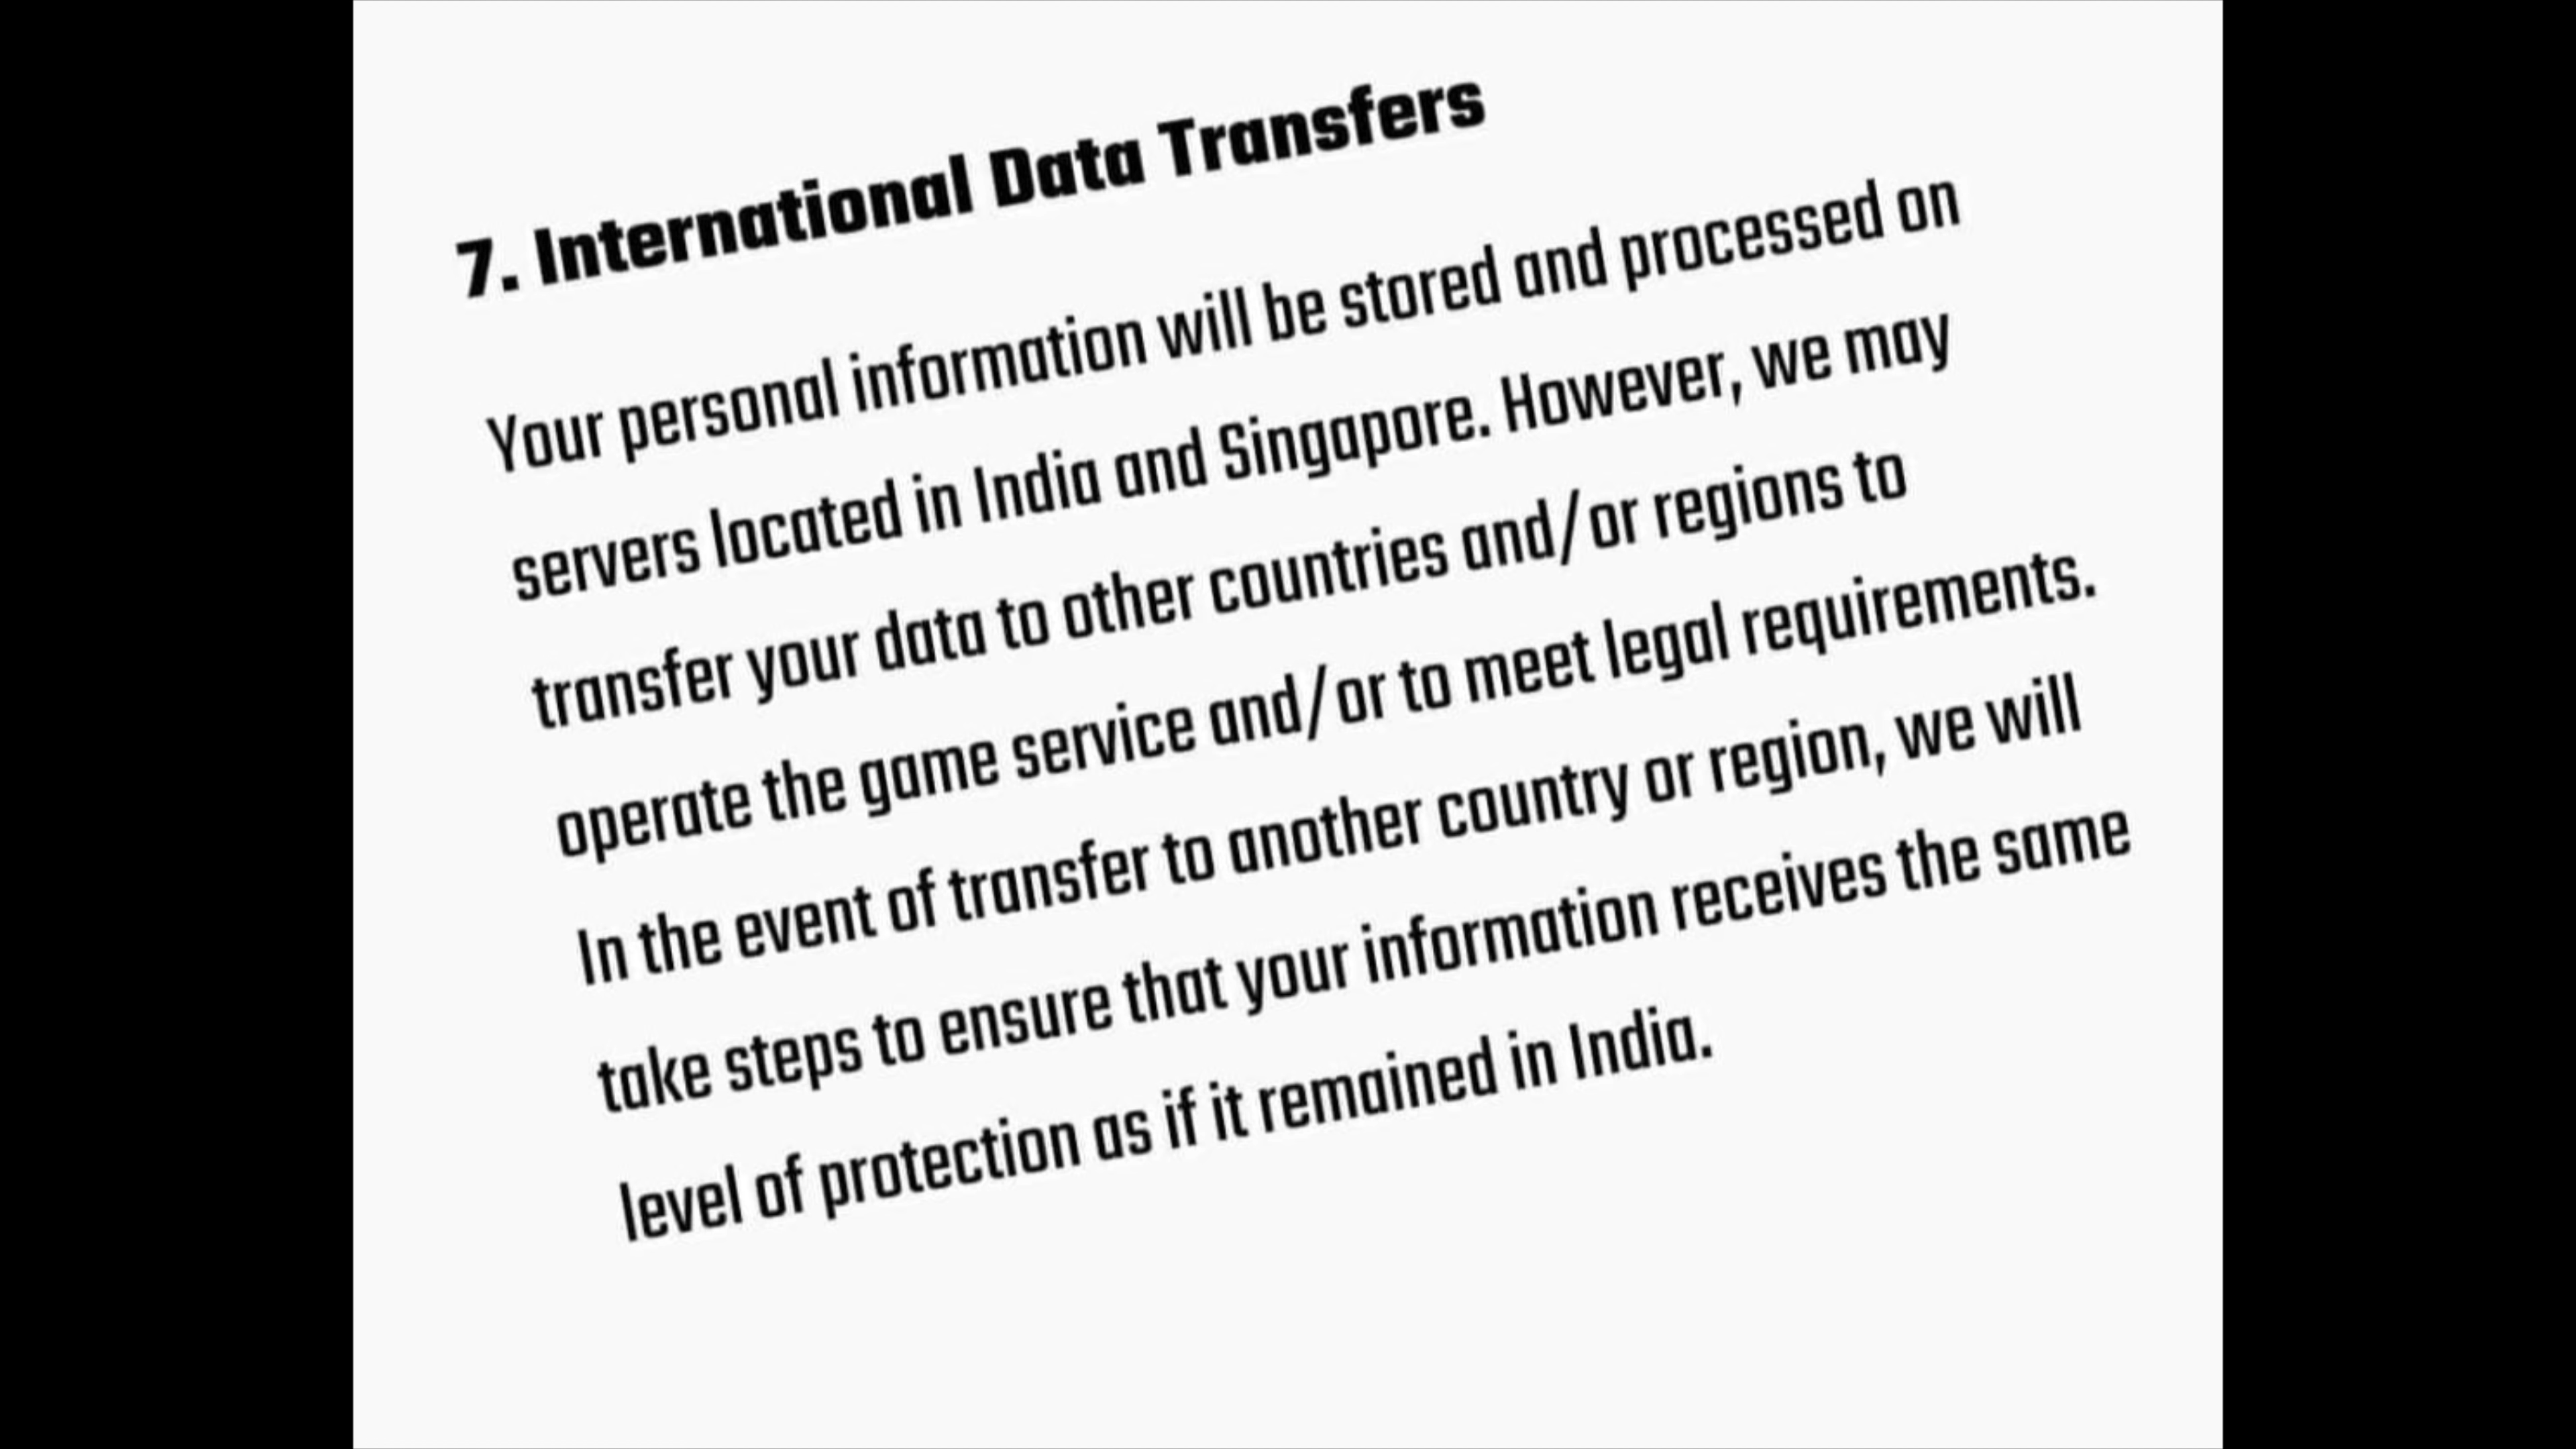 7. International Data Transfers
Your personal information will be stored and processed on
servers located in India and Singapore. However, we may
transfer your data to other countries and/or regions to
operate the game service and/or to meet legal requirements.
In the event of transfer to another country or region, we will
take steps to ensure that your information receives the same
level of protection as if it remained in India.